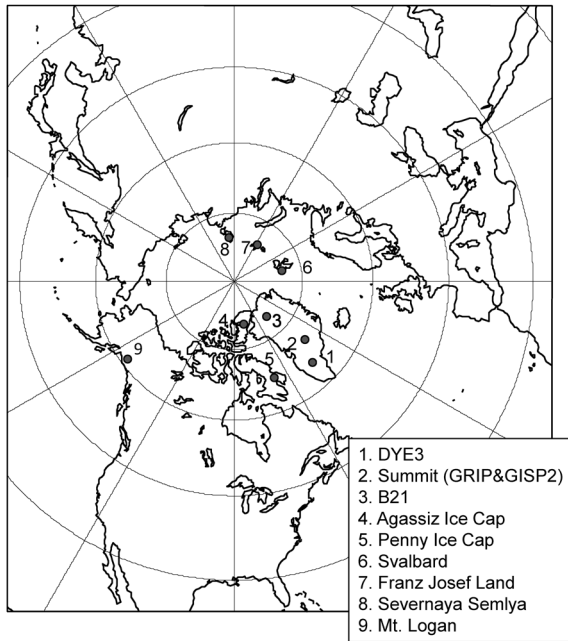 8
7
6
4
3
2
9
5
1
1. DYE3
2. Summit (GRIP&GISP2)
3. B21
4. Agassiz Ice Cap
5. Penny Ice Cap
6. Svalbard
7. Franz Josef Land
8. Severnaya Semlya
9. Mt. Logan